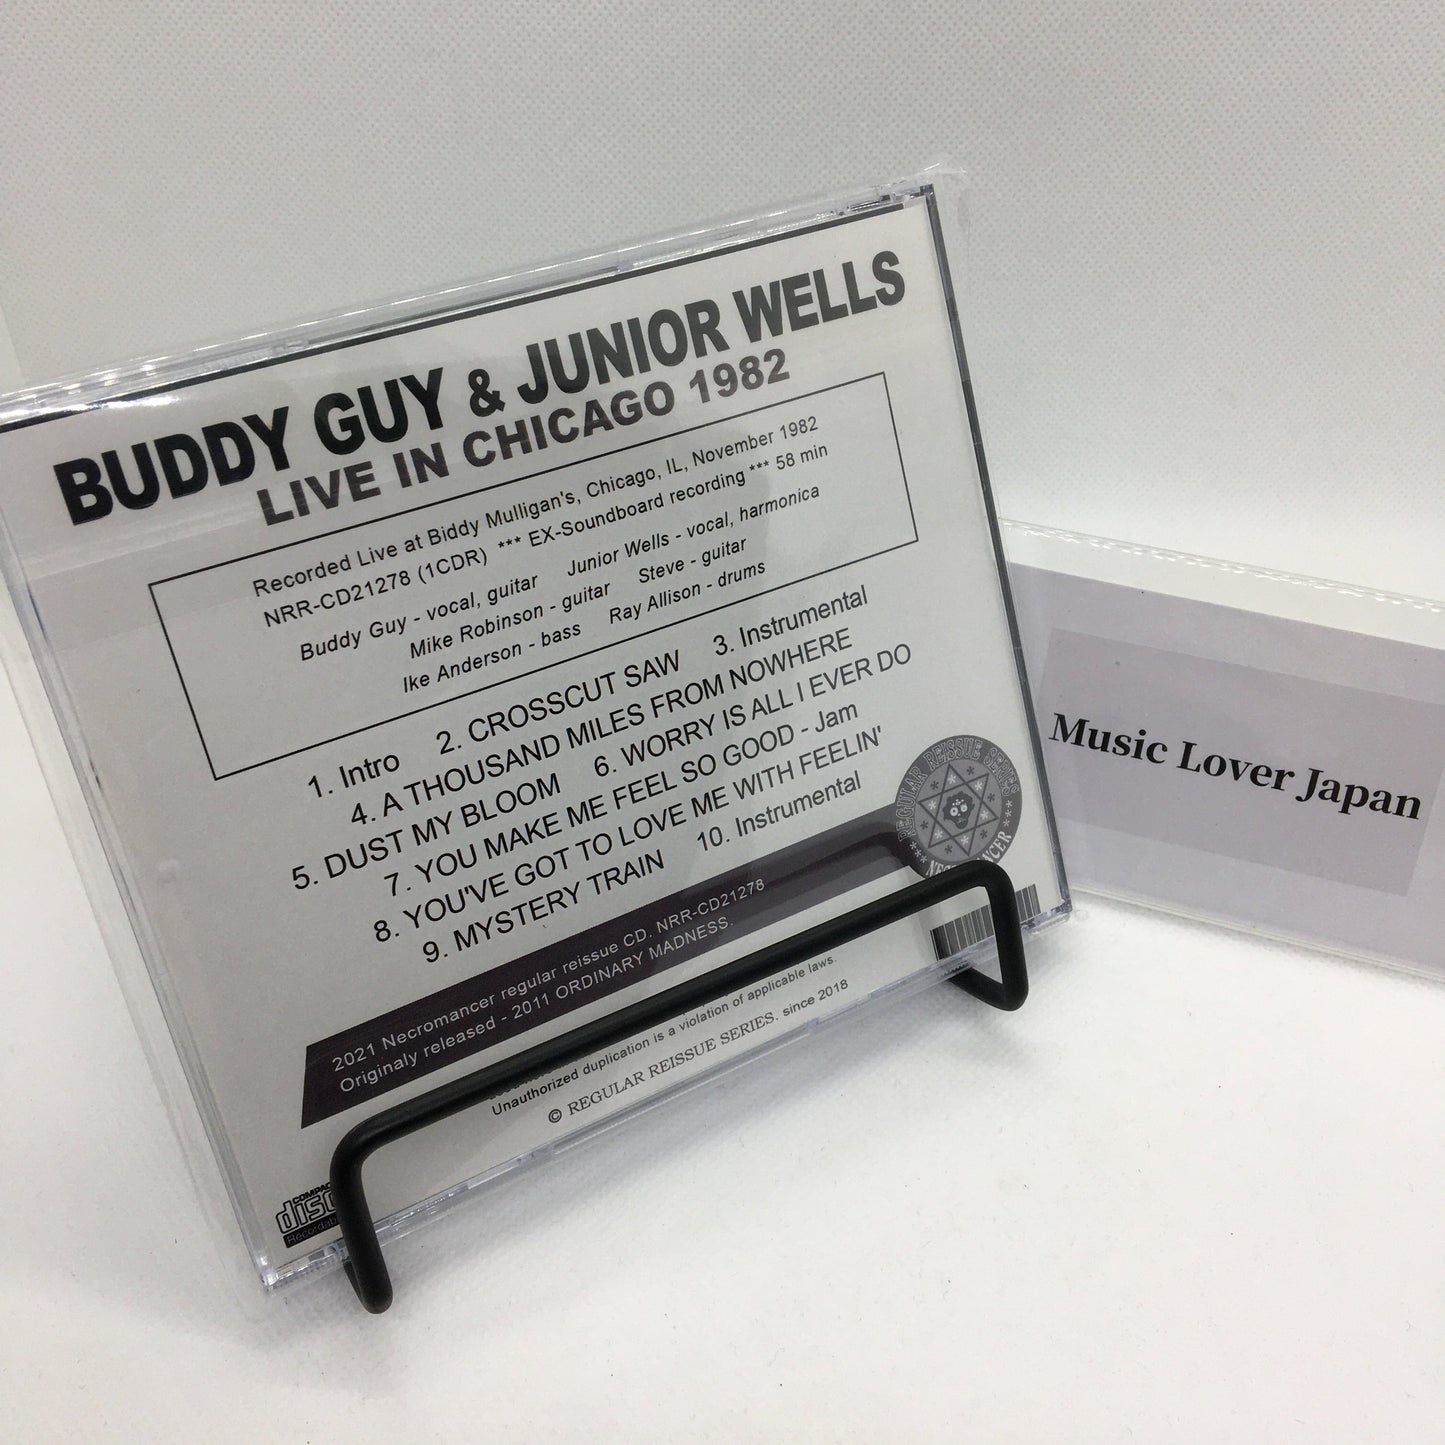 BUDDY GUY & JUNIOR WELLS
LIVE IN CHICAGO 1982
Recorded Live at Biddy Mulligan's, Chicago, IL, November 1982
NRR-CD21278 (1CDR) *** EX-Soundboard recording *** 58 min
Buddy Guy - vocal, guitar Junior Wells - vocal, harmonica
Mike Robinson - guitar Steve - guitar
Ike Anderson - bass Ray Allison - drums
1. Intro 2. CROSSCUT SAW 3. Instrumental
4. A THOUSAND MILES FROM NOWHERE
5. DUST MY BLOOM 6. WORRY IS ALL I EVER DO
7. YOU MAKE ME FEEL SO GOOD - Jam
8. YOU'VE GOT TO LOVE ME WITH FEELIN'
9. MYSTERY TRAIN 10. Instrumental
REGULAR REISSUE SERIES
2021 Necromancer regular reissue CD. NRR-CD21278
Originaly released - 2011 ORDINARY MADNESS.
Unauthorized duplication is a violation of applicable laws.
© REGULAR REISSUE SERIES. since 2018
COMPACT
disc
Music Lover Japan